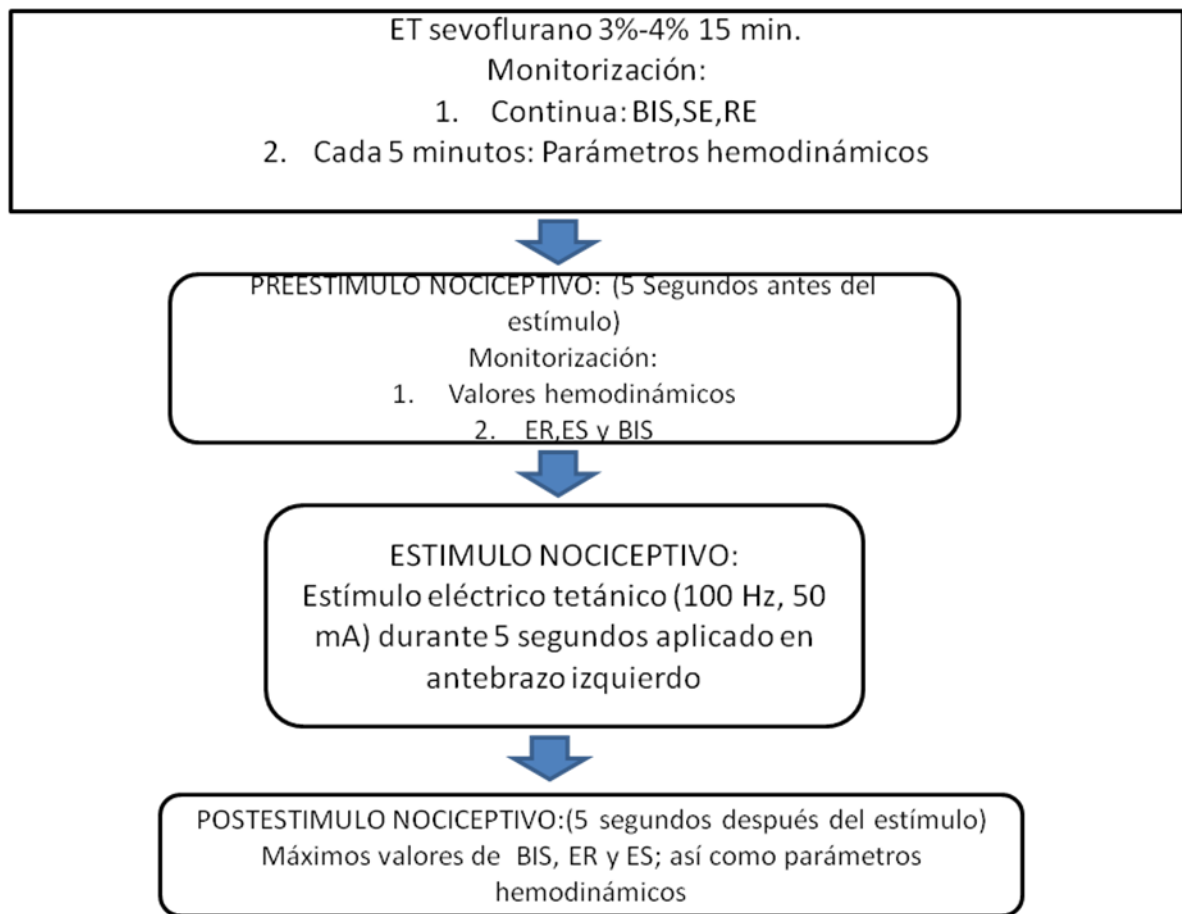 ET sevoflurano 3%-4% 15 min.
Monitorización:
1. Continua: BIS,SE,RE
2. Cada 5 minutos: Parámetros hemodinámicos
PREESTIMULO NOCICEPTIVO: (5 Segundos antes del
estímulo)
Monitorización:
1. Valores hemodinámicos
2. ER,ES y BIS
ESTIMULO NOCICEPTIVO:
Estímulo eléctrico tetánico (100 Hz, 50
mA) durante 5 segundos aplicado en
antebrazo izquierdo
POSTESTIMULO NOCICEPTIVO:(5 segundos después del estímulo)
Máximos valores de BIS, ER y ES; así como parámetros
hemodinámicos